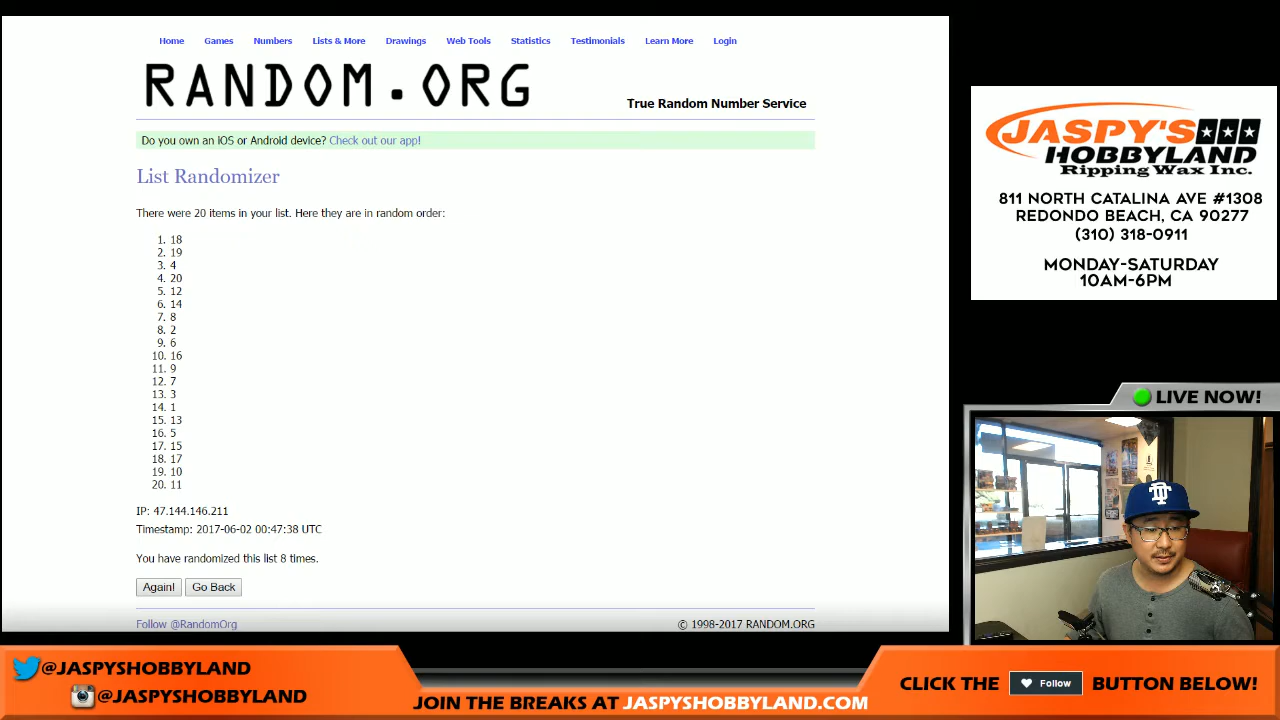 Home Games Numbers Lists & More Drawings Web Tools Statistics Testimonials Learn More Login
RANDOM.ORG
True Random Number Service
Do you own an iOS or Android device? Check out our app!
List Randomizer
There were 20 items in your list. Here they are in random order:
1. 18
2. 19
3. 4
4. 20
5. 12
6. 14
7. 8
8. 2
9. 6
10. 16
11. 9
12. 7
13. 3
14. 1
15. 13
16. 5
17. 15
18. 17
19. 10
20. 11
IP: 47.144.146.211
Timestamp: 2017-06-02 00:47:38 UTC
You have randomized this list 8 times.
Again! Go Back
Follow @RandomOrg
© 1998-2017 RANDOM.ORG
JASPY'S
HOBBYLAND
Ripping Wax Inc.
811 NORTH CATALINA AVE #1308
REDONDO BEACH, CA 90277
(310) 318-0911
MONDAY-SATURDAY
10AM-6PM
LIVE NOW!
@JASPYSHOBBYLAND
@JASPYSHOBBYLAND
JOIN THE BREAKS AT JASPYSHOBBYLAND.COM
CLICK THE Follow BUTTON BELOW!